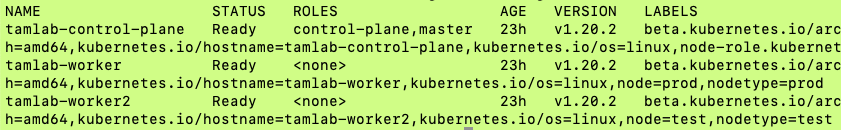 NAME STATUS ROLES AGE VERSION LABELS
tamlab-control-plane Ready control-plane,master 23h v1.20.2 beta.kubernetes.io/arc
h=amd64,kubernetes.io/hostname=tamlab-control-plane,kubernetes.io/os=linux,node-role.kubernet
tamlab-worker Ready <none> 23h v1.20.2 beta.kubernetes.io/arc
h=amd64,kubernetes.io/hostname=tamlab-worker,kubernetes.io/os=linux,node=prod,nodetype=prod
tamlab-worker2 Ready <none> 23h v1.20.2 beta.kubernetes.io/arc
h=amd64,kubernetes.io/hostname=tamlab-worker2,kubernetes.io/os=linux,node=test,nodetype=test